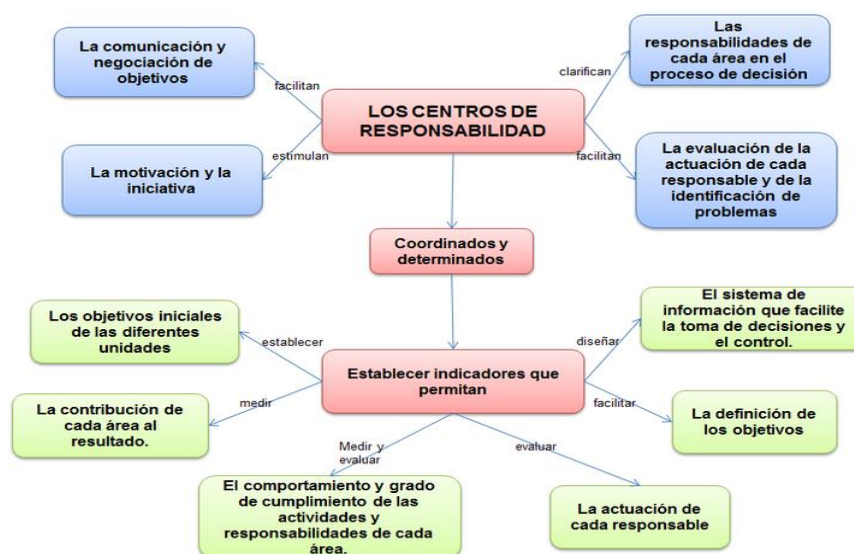 La comunicación y
negociación de
objetivos
Las
responsabilidades de
cada área en el
proceso de decisión
facilitan
clarifican
LOS CENTROS DE
RESPONSABILIDAD
estimulan
facilitan
La motivación y la
iniciativa
La evaluación de la
actuación de cada
responsable y de la
identificación de
problemas
Coordinados y
determinados
Los objetivos iniciales
de las diferentes
unidades
El sistema de
información que facilite
la toma de decisiones y
el control.
establecer
diseñar
Establecer indicadores que
permitan
medir
facilitar
La contribución de
cada área al
resultado.
La definición de
los objetivos
Medir y
evaluar
evaluar
El comportamiento y grado
de cumplimiento de las
actividades y
responsabilidades de cada
área.
La actuación de
cada responsable